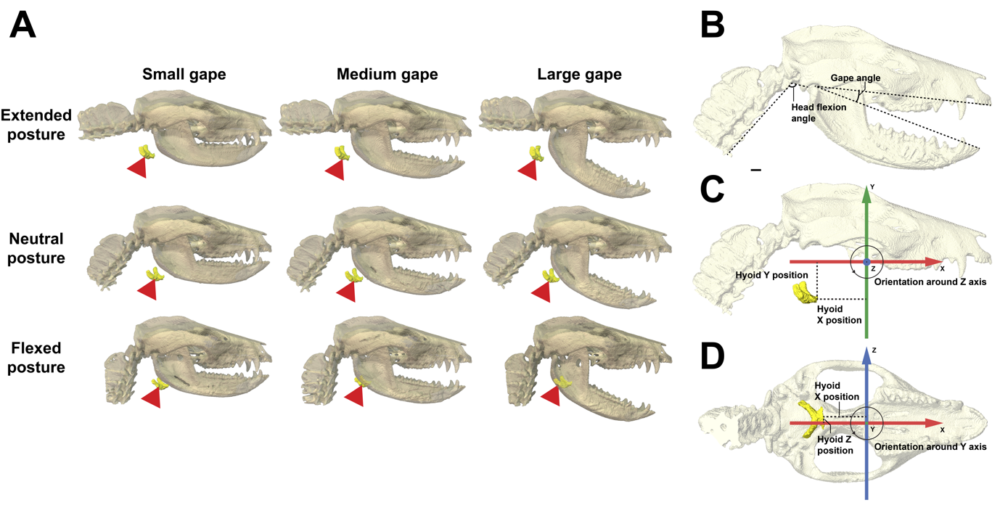 A
Small gape
Medium gape
Large gape
Extended
posture
Neutral
posture
Flexed
posture
B
Gape angle
Head flexion
angle
C
Y
X
Z
Hyoid Y position
Orientation around Z axis
Hyoid
X position
D
Z
Hyoid
X position
X
Y
Hyoid Z
position
Orientation around Y axis